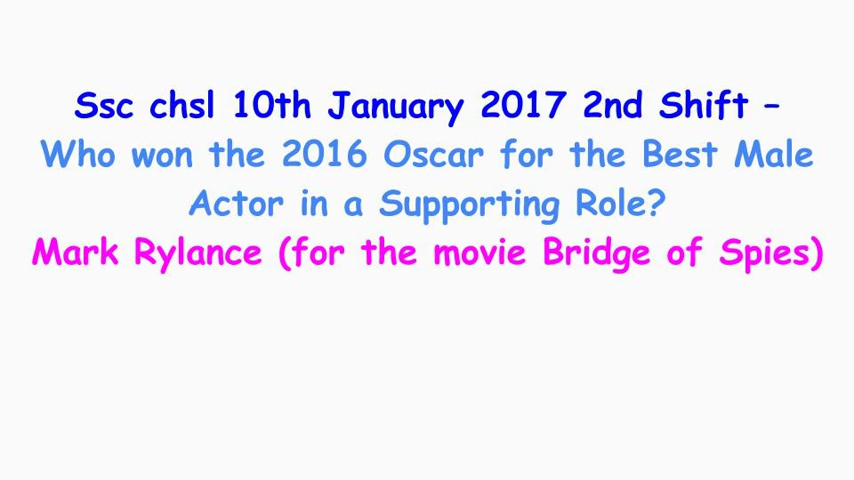 Ssc chsl 10th January 2017 2nd Shift –
Who won the 2016 Oscar for the Best Male
Actor in a Supporting Role?
Mark Rylance (for the movie Bridge of Spies)